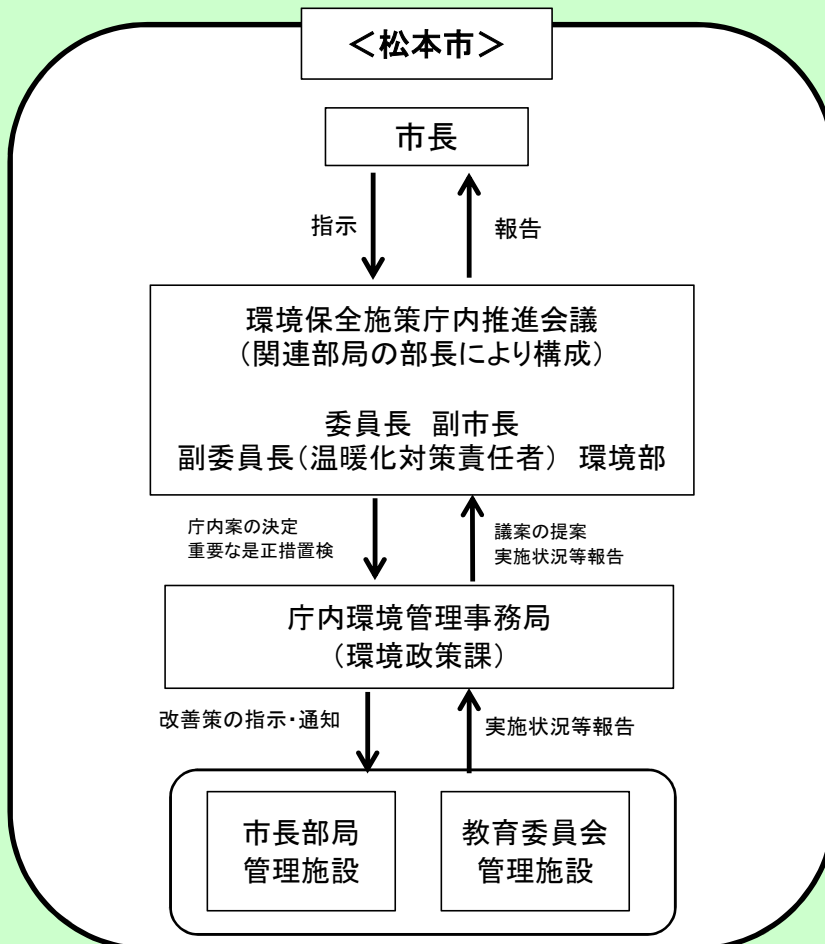 ＜松本市＞
市長
指示
報告
環境保全施策庁内推進会議
（関連部局の部長により構成）
委員長　副市長
副委員長（温暖化対策責任者）　環境部
庁内案の決定
重要な是正措置検
議案の提案
実施状況等報告
庁内環境管理事務局
（環境政策課）
改善策の指示・通知
実施状況等報告
市長部局
管理施設
教育委員会
管理施設